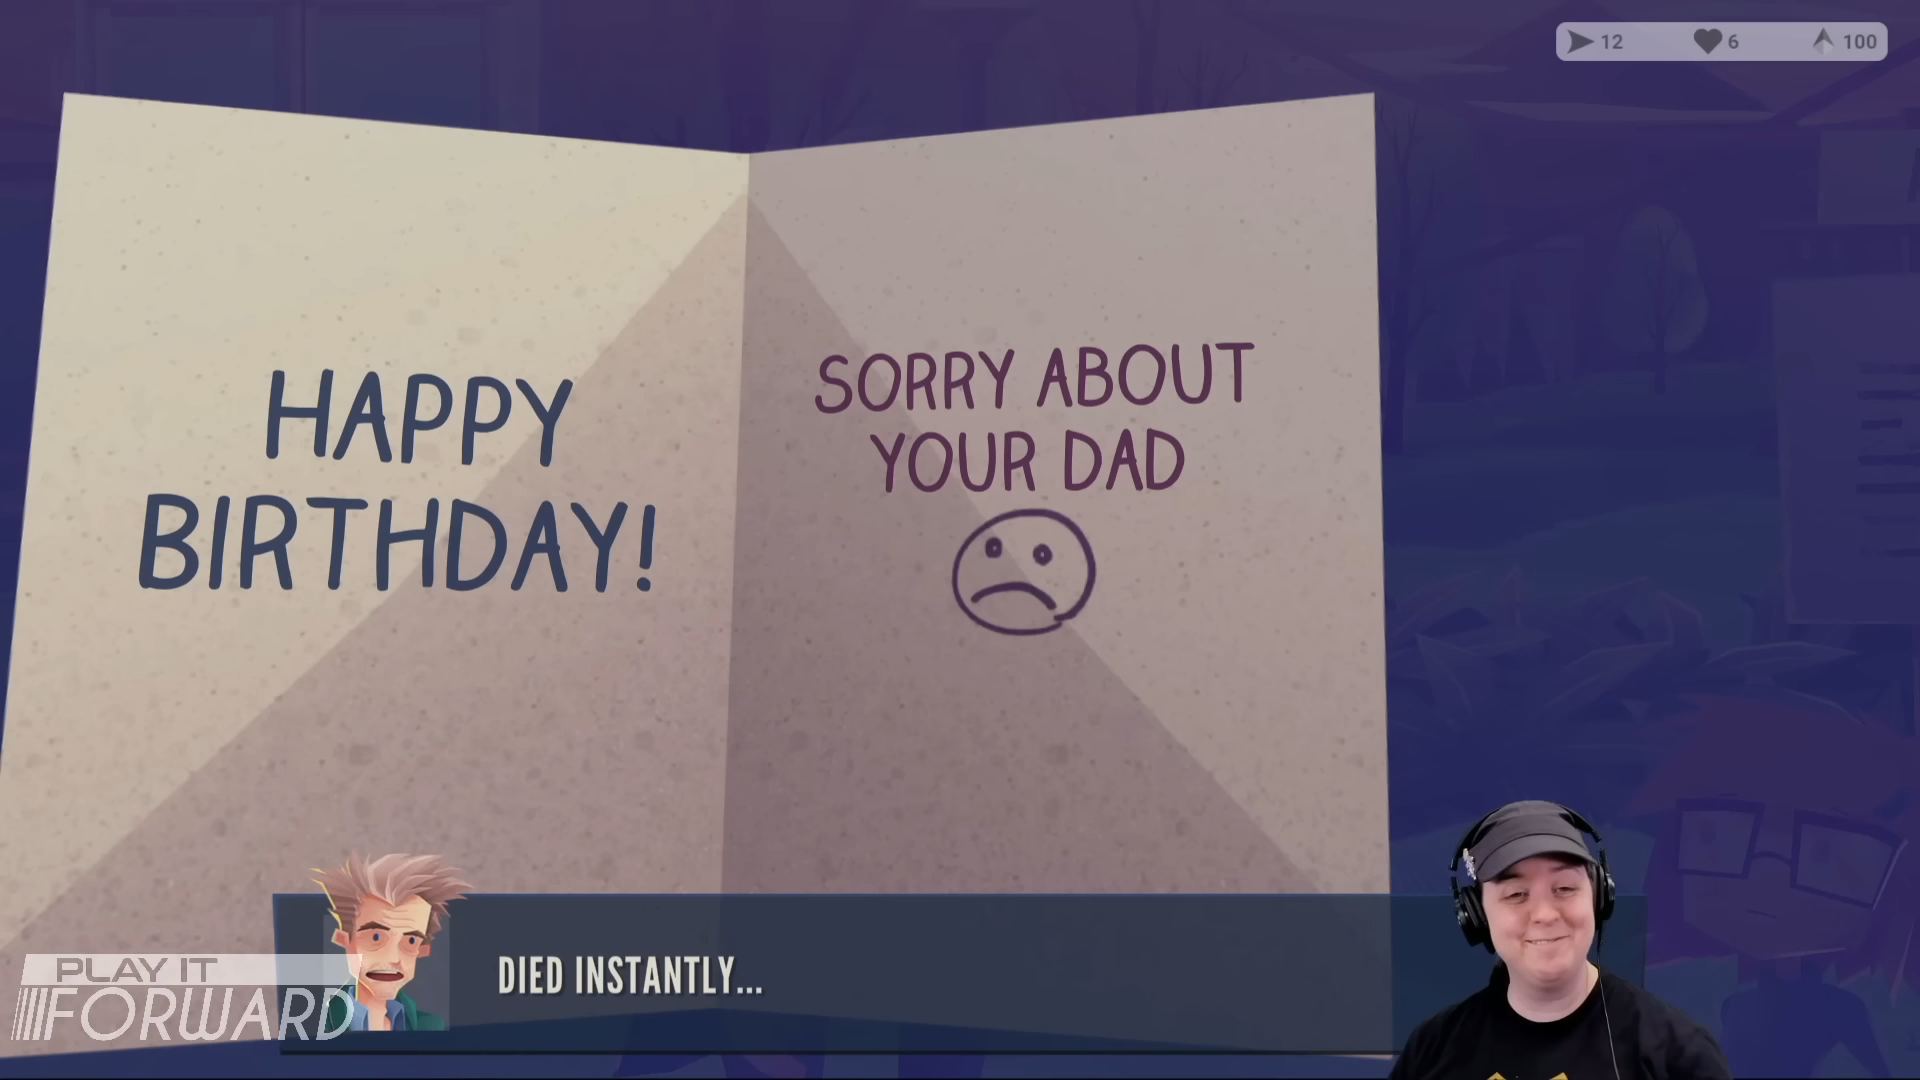 12 6 100
HAPPY
BIRTHDAY!
SORRY ABOUT
YOUR DAD
DIED INSTANTLY...
PLAY IT
FORWARD